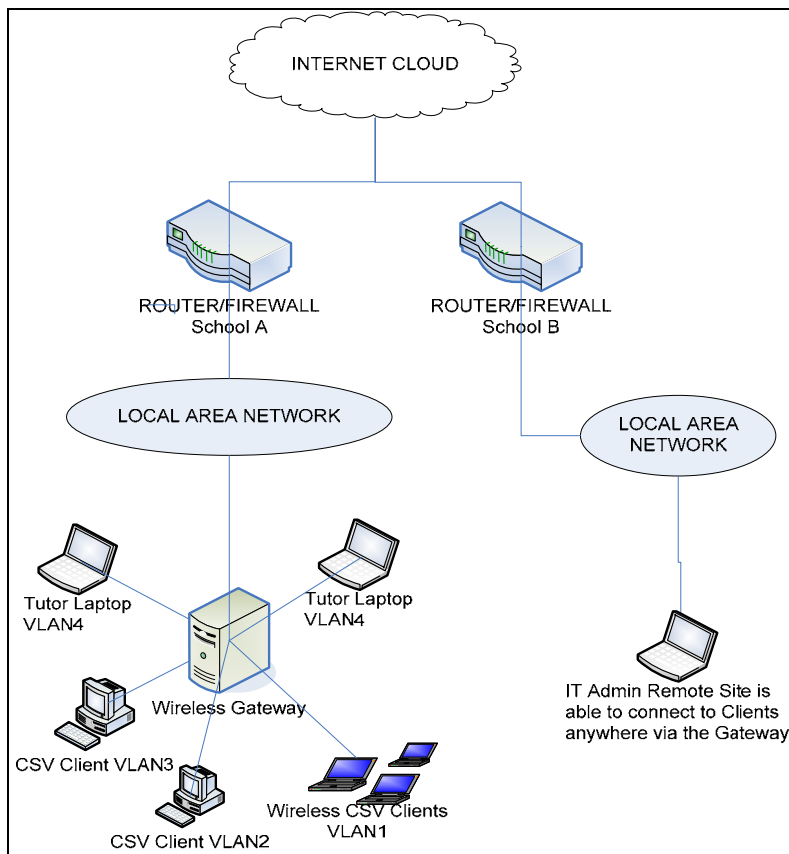 INTERNET CLOUD
ROUTER/FIREWALL
School A
ROUTER/FIREWALL
School B
LOCAL AREA NETWORK
LOCAL AREA
NETWORK
Tutor Laptop
VLAN4
Tutor Laptop
VLAN4
Wireless Gateway
IT Admin Remote Site is
able to connect to Clients
anywhere via the Gateway
CSV Client VLAN3
CSV Client VLAN2
Wireless CSV Clients
VLAN1